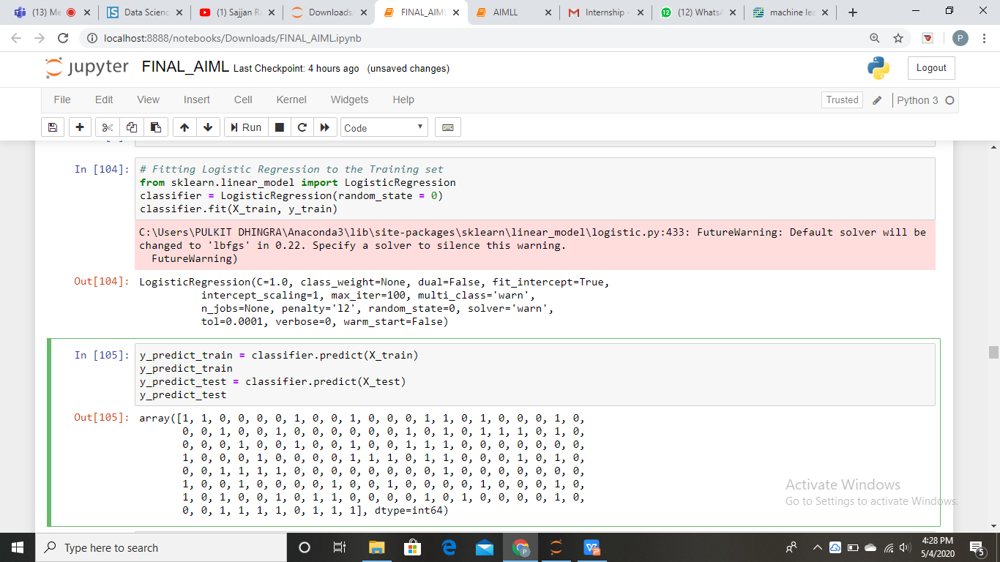 (13) Me
Data Scienc
(1) Sajjan R
Downloads
FINAL_AIML
AIMLL
Internship -
(12) Whats
machine lea
localhost:8888/notebooks/Downloads/FINAL_AIML.ipynb
P
jupyter FINAL_AIML Last Checkpoint: 4 hours ago (unsaved changes)
Logout
File Edit View Insert Cell Kernel Widgets Help
Trusted Python 3
Run Code
In [104]: # Fitting Logistic Regression to the Training set
from sklearn.linear_model import LogisticRegression
classifier = LogisticRegression(random_state = 0)
classifier.fit(X_train, y_train)
C:\Users\PULKIT DHINGRA\Anaconda3\lib\site-packages\sklearn\linear_model\logistic.py:433: FutureWarning: Default solver will be
changed to 'lbfgs' in 0.22. Specify a solver to silence this warning.
FutureWarning)
Out[104]: LogisticRegression(C=1.0, class_weight=None, dual=False, fit_intercept=True,
intercept_scaling=1, max_iter=100, multi_class='warn',
n_jobs=None, penalty='l2', random_state=0, solver='warn',
tol=0.0001, verbose=0, warm_start=False)
In [105]: y_predict_train = classifier.predict(X_train)
y_predict_train
y_predict_test = classifier.predict(X_test)
y_predict_test
Out[105]: array([1, 1, 0, 0, 0, 0, 1, 0, 0, 1, 0, 0, 0, 1, 1, 0, 1, 0, 0, 0, 1, 0,
0, 0, 1, 0, 0, 1, 0, 0, 0, 0, 0, 0, 1, 0, 1, 0, 1, 1, 1, 0, 1, 0,
0, 0, 0, 1, 0, 0, 1, 0, 0, 1, 0, 0, 1, 1, 1, 0, 0, 0, 0, 0, 0, 0,
1, 0, 0, 0, 1, 0, 0, 0, 0, 1, 1, 1, 0, 1, 1, 0, 0, 0, 1, 0, 1, 0,
0, 0, 1, 1, 1, 1, 0, 0, 0, 0, 0, 0, 0, 0, 1, 0, 0, 0, 0, 0, 0, 0,
1, 0, 0, 1, 0, 0, 0, 0, 1, 0, 0, 1, 0, 0, 0, 0, 1, 0, 0, 0, 1, 0,
1, 0, 1, 0, 0, 1, 0, 1, 1, 0, 0, 0, 0, 1, 0, 1, 0, 0, 0, 0, 1, 0,
0, 0, 1, 1, 1, 1, 0, 1, 1, 1], dtype=int64)
Activate Windows
Go to Settings to activate Windows.
Type here to search
4:28 PM
5/4/2020
5